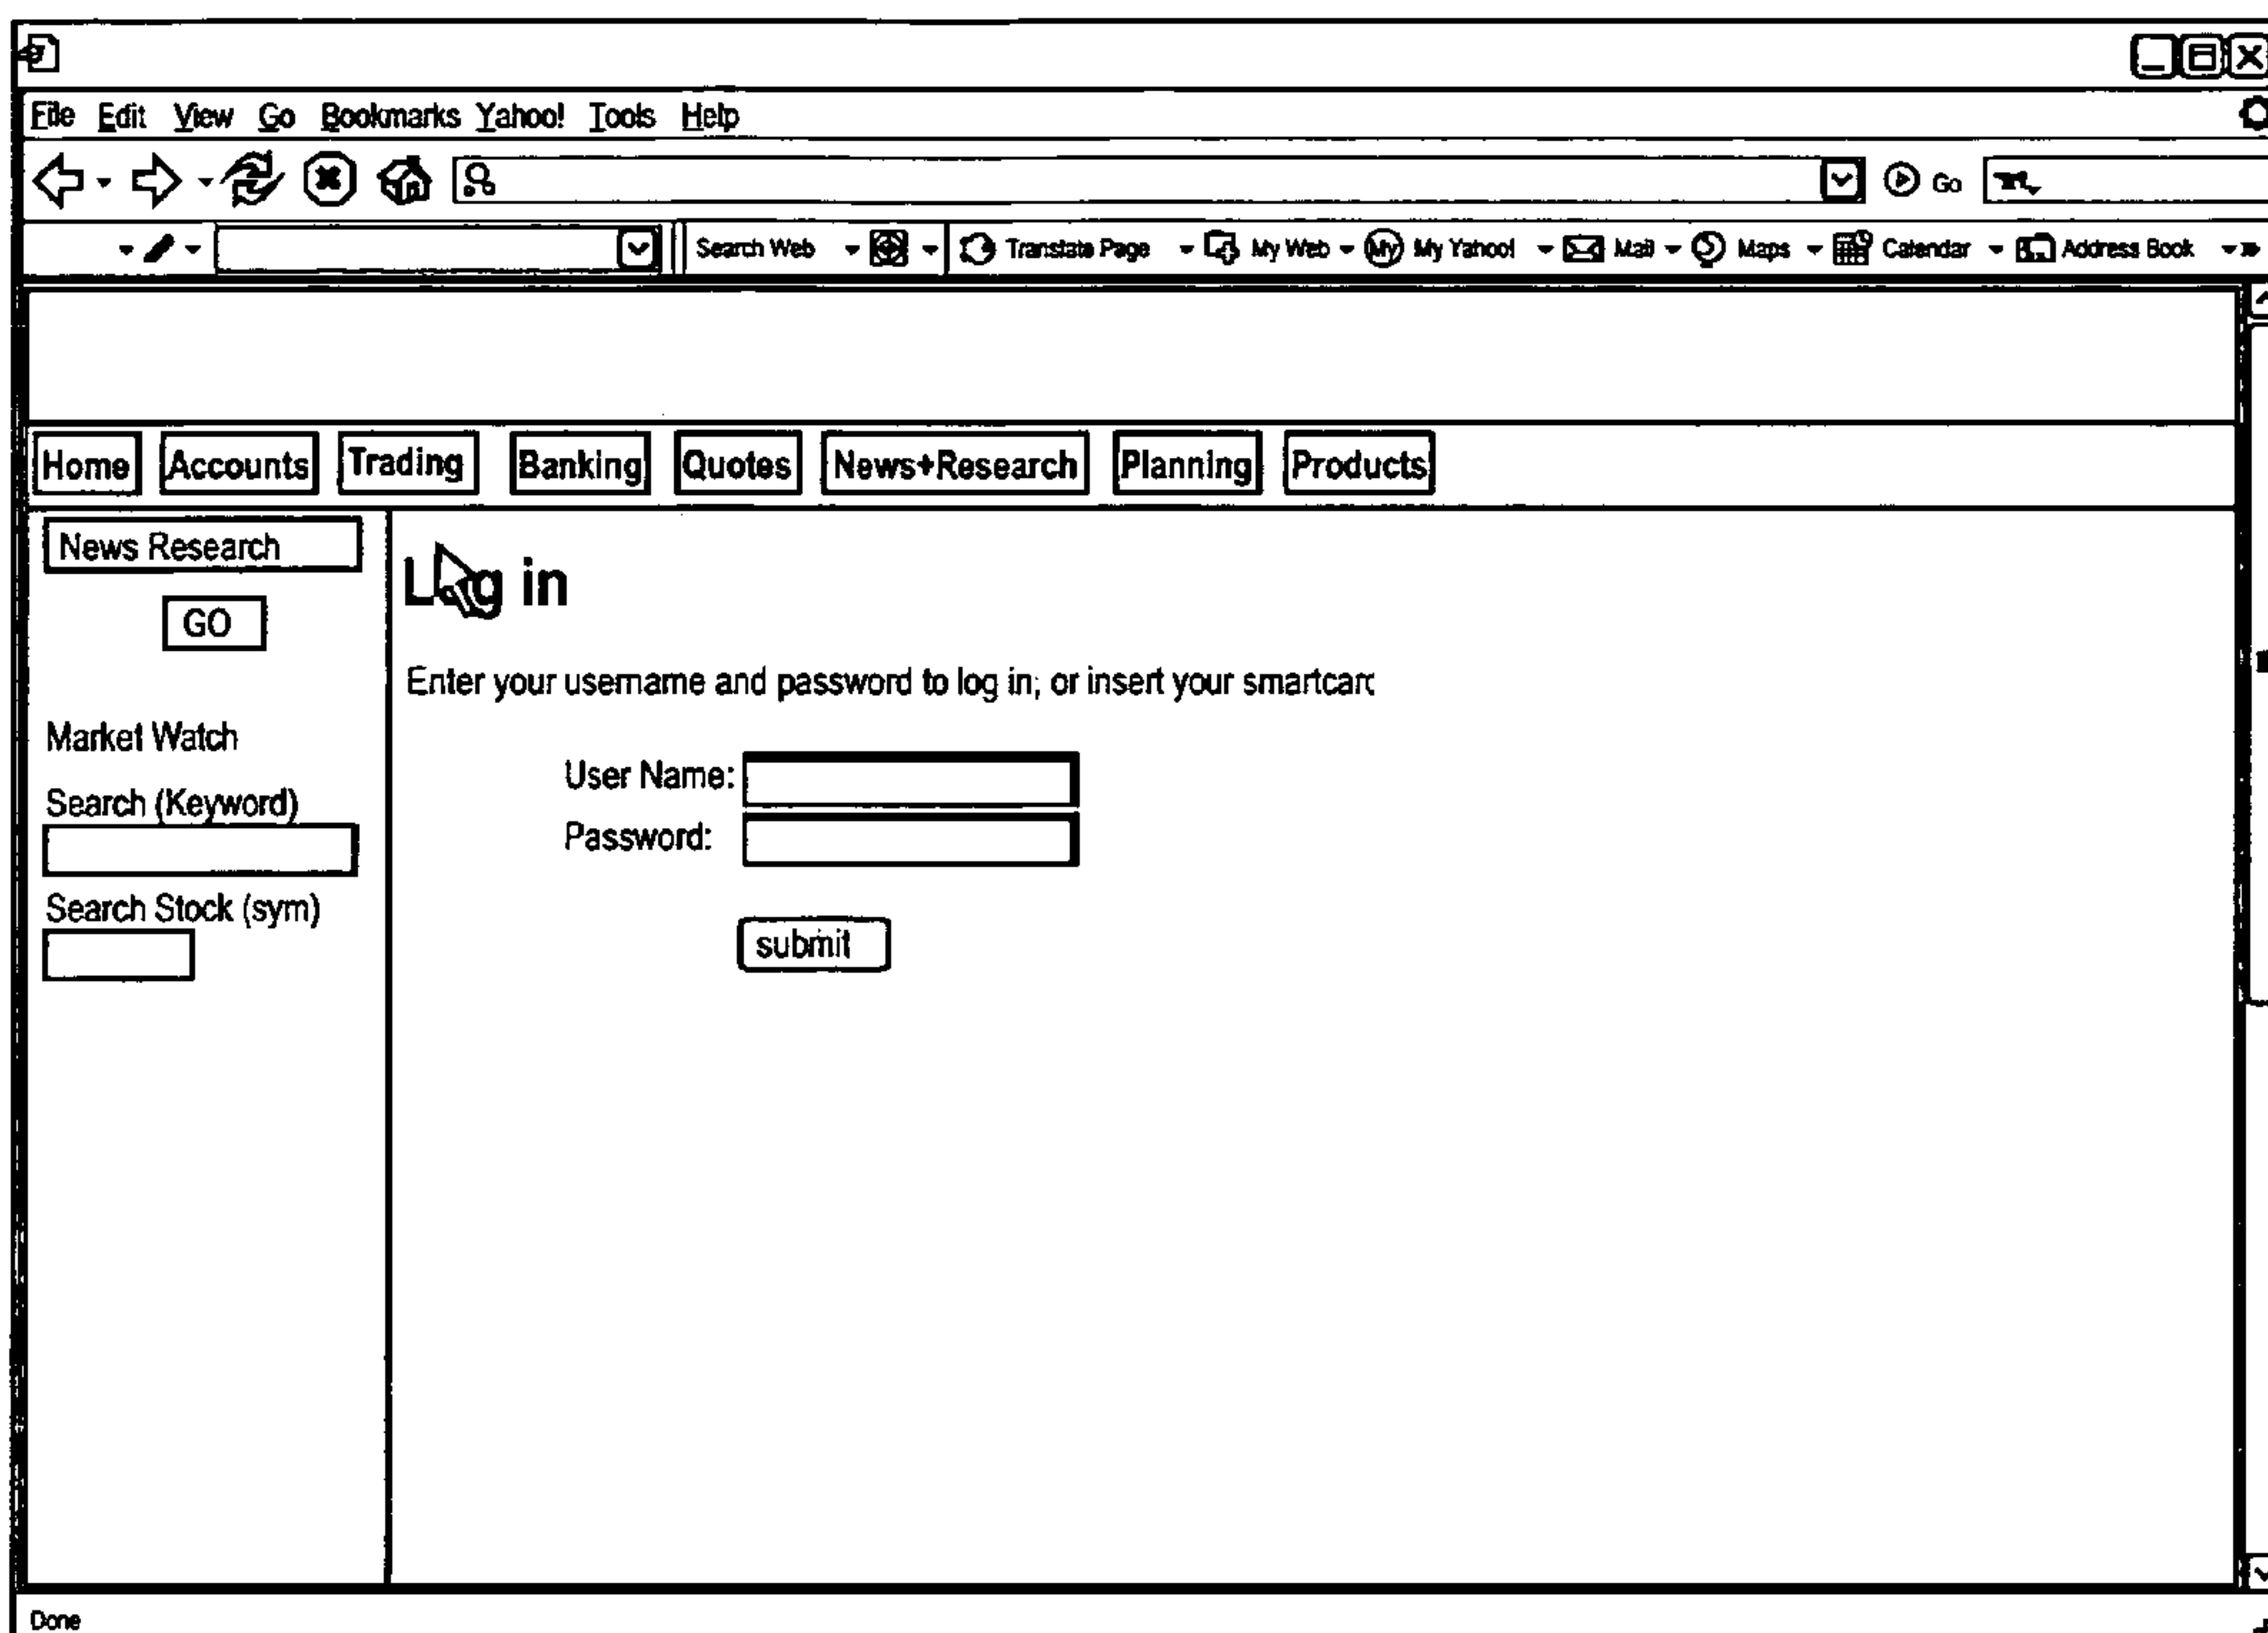 File Edit View Go Bookmarks Yahoo! Tools Help
Go
Search Web Translate Page My Web My My Yahoo! Mail Maps Calendar Address Book
Home Accounts Trading Banking Quotes News+Research Planning Products
News Research
GO
Log in
Enter your username and password to log in, or insert your smartcard
Market Watch
User Name:
Search (Keyword)
Password:
Search Stock (sym)
submit
Done